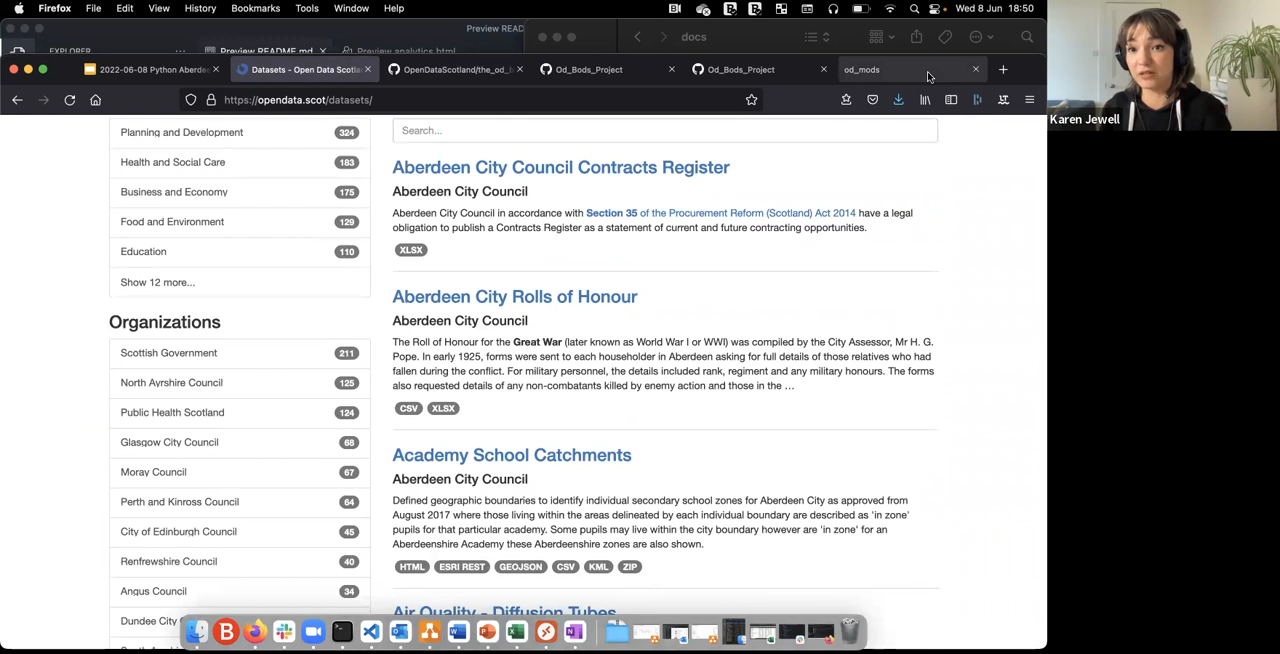 Firefox File Edit View History Bookmarks Tools Window Help
Wed 8 Jun 18:50
Preview READ
EXPLORER
Preview README.md
Preview analytics.html
docs
2022-06-08 Python Aberdee
Datasets - Open Data Scotla
OpenDataScotland/the_od_b
Od_Bods_Project
Od_Bods_Project
od_mods
https://opendata.scot/datasets/
Karen Jewell
Planning and Development 324
Health and Social Care 183
Business and Economy 175
Food and Environment 129
Education 110
Show 12 more...
Organizations
Scottish Government 211
North Ayrshire Council 125
Public Health Scotland 124
Glasgow City Council 68
Moray Council 67
Perth and Kinross Council 64
City of Edinburgh Council 45
Renfrewshire Council 40
Angus Council 34
Dundee City
Search...
Aberdeen City Council Contracts Register
Aberdeen City Council
Aberdeen City Council in accordance with Section 35 of the Procurement Reform (Scotland) Act 2014 have a legal
obligation to publish a Contracts Register as a statement of current and future contracting opportunities.
XLSX
Aberdeen City Rolls of Honour
Aberdeen City Council
The Roll of Honour for the Great War (later known as World War I or WWI) was compiled by the City Assessor, Mr H. G.
Pope. In early 1925, forms were sent to each householder in Aberdeen asking for full details of those relatives who had
fallen during the conflict. For military personnel, the details included rank, regiment and any military honours. The forms
also requested details of any non-combatants killed by enemy action and those in the …
CSV XLSX
Academy School Catchments
Aberdeen City Council
Defined geographic boundaries to identify individual secondary school zones for Aberdeen City as approved from
August 2017 where those living within the areas delineated by each individual boundary are described as 'in zone'
pupils for that particular academy. Some pupils may live within the city boundary however are 'in zone' for an
Aberdeenshire Academy these Aberdeenshire zones are also shown.
HTML ESRI REST GEOJSON CSV KML ZIP
Air Quality - Diffusion Tubes